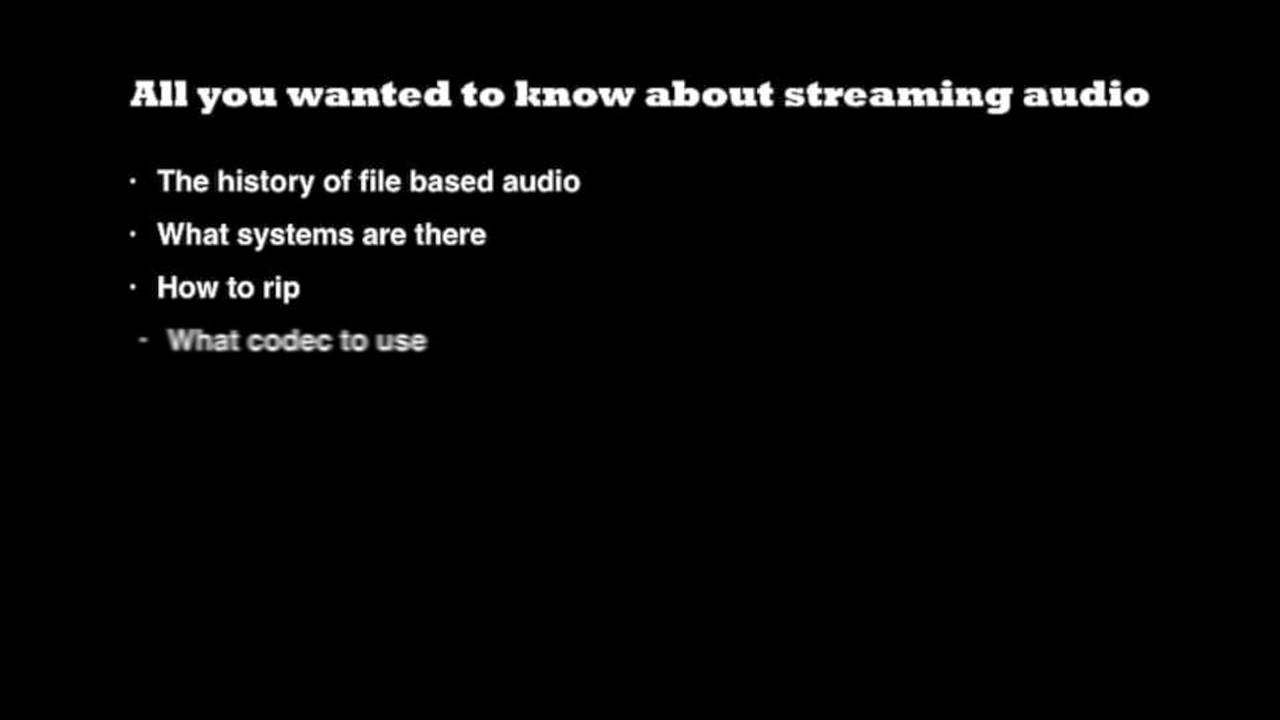 All you wanted to know about streaming audio
· The history of file based audio
· What systems are there
· How to rip
· What codec to use